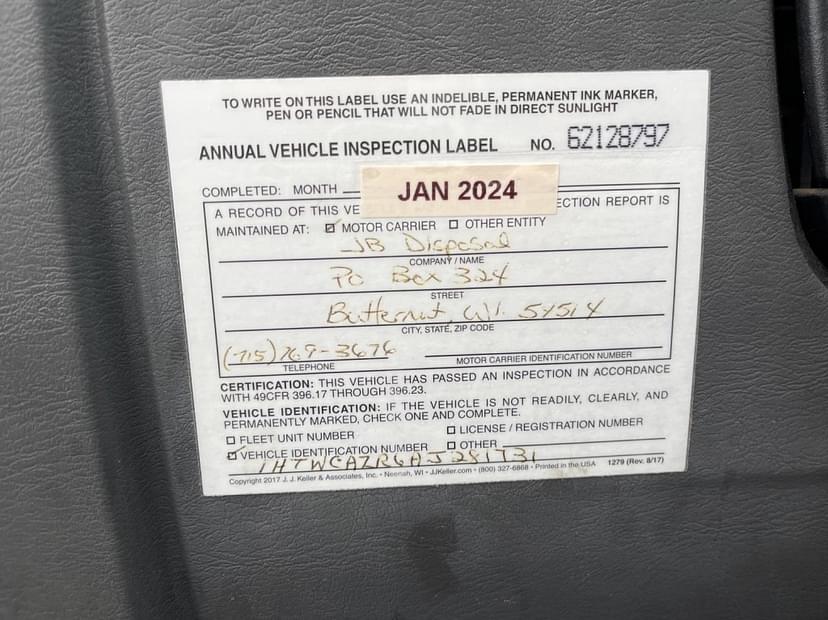 TO WRITE ON THIS LABEL USE AN INDELIBLE, PERMANENT INK MARKER,
PEN OR PENCIL THAT WILL NOT FADE IN DIRECT SUNLIGHT
ANNUAL VEHICLE INSPECTION LABEL NO. 62128797
COMPLETED: MONTH JAN 2024
A RECORD OF THIS VE ECTION REPORT IS
MAINTAINED AT: ☑ MOTOR CARRIER ☐ OTHER ENTITY
JB Disposal
COMPANY / NAME
Po Box 324
STREET
Butternut, WI. 54514
CITY, STATE, ZIP CODE
(715) 769-3676
TELEPHONE MOTOR CARRIER IDENTIFICATION NUMBER
CERTIFICATION: THIS VEHICLE HAS PASSED AN INSPECTION IN ACCORDANCE
WITH 49CFR 396.17 THROUGH 396.23.
VEHICLE IDENTIFICATION: IF THE VEHICLE IS NOT READILY, CLEARLY, AND
PERMANENTLY MARKED, CHECK ONE AND COMPLETE.
☐ FLEET UNIT NUMBER ☐ LICENSE / REGISTRATION NUMBER
☑ VEHICLE IDENTIFICATION NUMBER ☐ OTHER
1HTWCAZR6AJ281731
Copyright 2017 J. J. Keller & Associates, Inc. • Neenah, WI • JJKeller.com • (800) 327-6868 • Printed in the USA 1279 (Rev. 8/17)